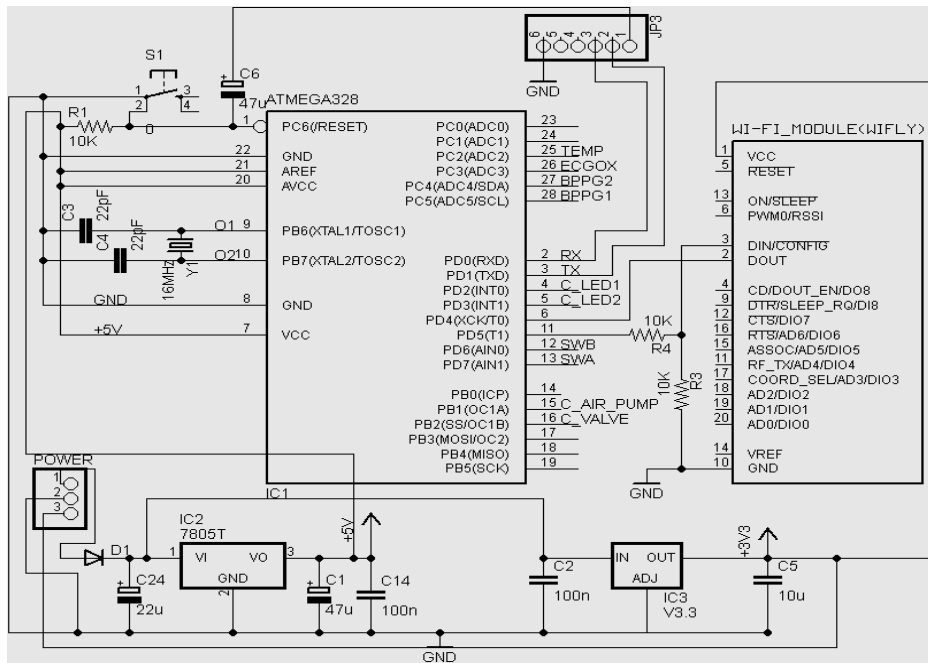 JP3
6 5 4 3 2 1
GND
S1
1 3
2 4
0
C6
47u
ATMEGA328
R1
10K
1 PC6(/RESET)
22 GND
21 AREF
20 AVCC
O1 9 PB6(XTAL1/TOSC1)
O2 10 PB7(XTAL2/TOSC2)
GND 8 GND
+5V 7 VCC
C3
22pF
C4
22pF
16MHz
Y1
PC0(ADC0) 23
PC1(ADC1) 24
PC2(ADC2) 25 TEMP
PC3(ADC3) 26 ECGOX
PC4(ADC4/SDA) 27 BPPG2
PC5(ADC5/SCL) 28 BPPG1
PD0(RXD) 2 RX
PD1(TXD) 3 TX
PD2(INT0) 4 C_LED1
PD3(INT1) 5 C_LED2
PD4(XCK/T0) 6
PD5(T1) 11
PD6(AIN0) 12 SWB
PD7(AIN1) 13 SWA
PB0(ICP) 14
PB1(OC1A) 15 C_AIR_PUMP
PB2(SS/OC1B) 16 C_VALVE
PB3(MOSI/OC2) 17
PB4(MISO) 18
PB5(SCK) 19
IC1
10K
R4
10K
R3
GND
WI-FI_MODULE(WIFLY)
1 VCC
5 RESET
13 ON/SLEEP
6 PWM0/RSSI
3 DIN/CONFIG
2 DOUT
4 CD/DOUT_EN/DO8
9 DTR/SLEEP_RQ/DI8
12 CTS/DIO7
16 RTS/AD6/DIO6
15 ASSOC/AD5/DIO5
11 RF_TX/AD4/DIO4
17 COORD_SEL/AD3/DIO3
18 AD2/DIO2
19 AD1/DIO1
20 AD0/DIO0
14 VREF
10 GND
POWER
1
2
3
D1
C24
22u
IC2
7805T
1 VI VO 3
GND
2
+5V
C1
47u
C14
100n
C2
100n
IN OUT
ADJ
IC3
V3.3
+3V3
C5
10u
GND